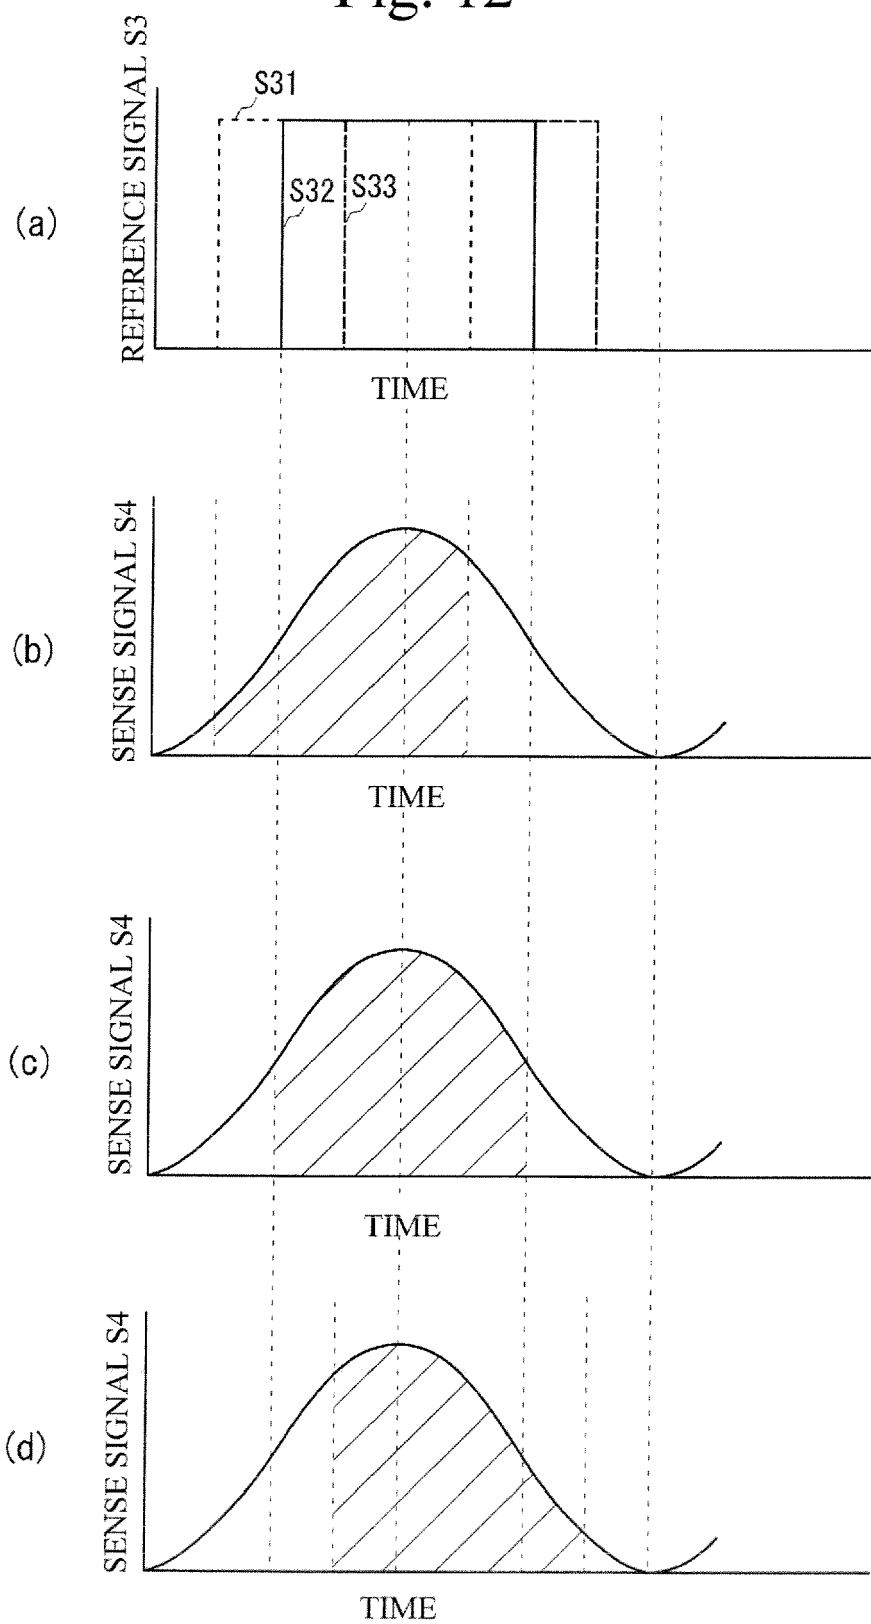 Fig. 12
(a)
REFERENCE SIGNAL S3
S31
S32
S33
TIME
(b)
SENSE SIGNAL S4
TIME
(c)
SENSE SIGNAL S4
TIME
(d)
SENSE SIGNAL S4
TIME